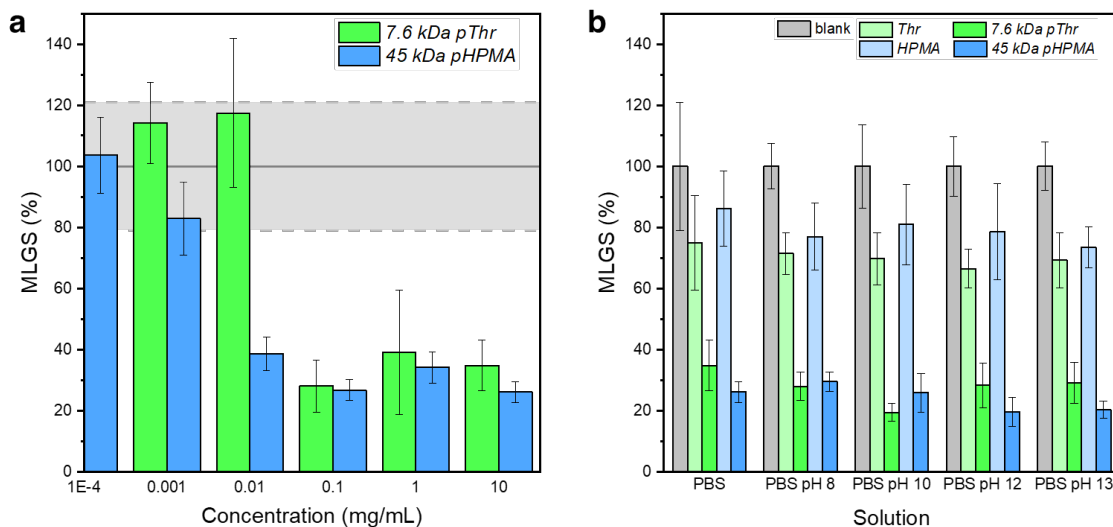 a
7.6 kDa pThr
45 kDa pHPMA
MLGS (%)
140
120
100
80
60
40
20
0
1E-4 0.001 0.01 0.1 1 10
Concentration (mg/mL)
b
blank Thr 7.6 kDa pThr
HPMA 45 kDa pHPMA
MLGS (%)
140
120
100
80
60
40
20
0
PBS PBS pH 8 PBS pH 10 PBS pH 12 PBS pH 13
Solution